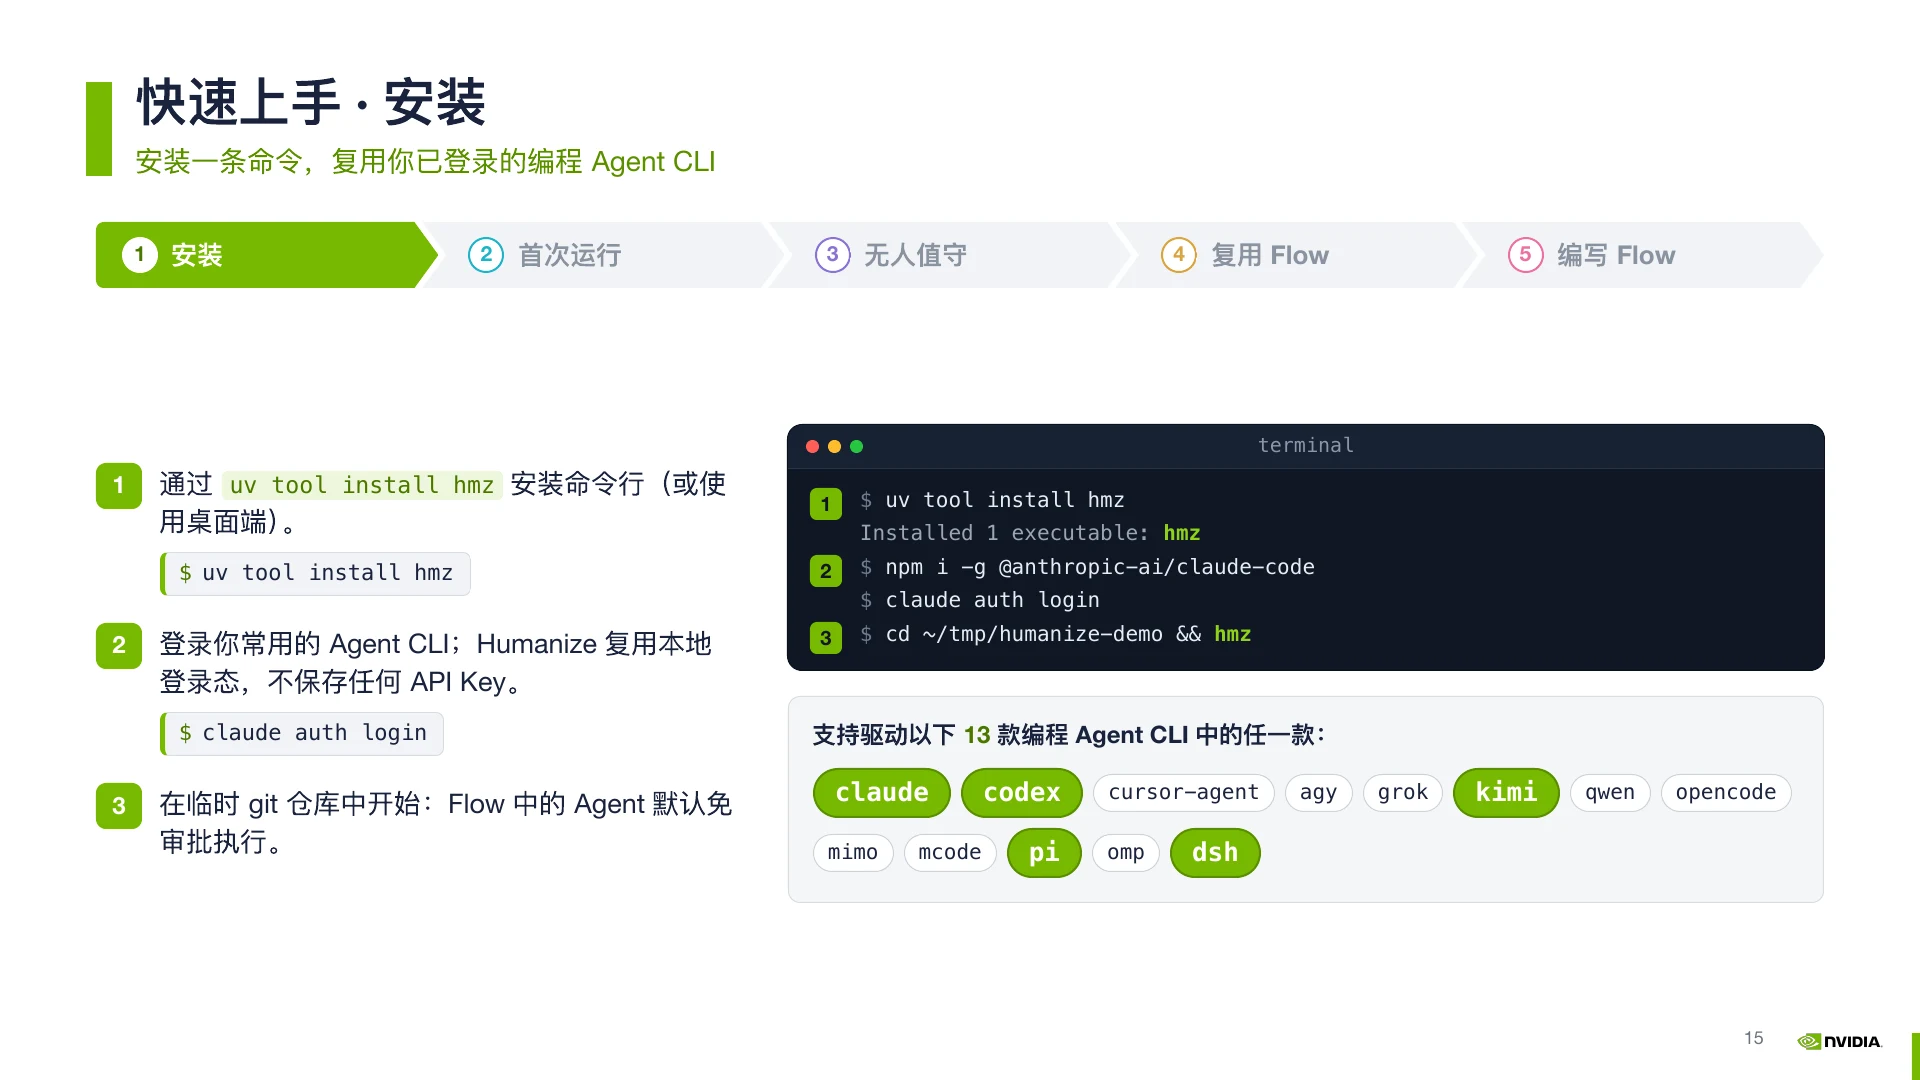 快速上手 · 安装
安装一条命令，复用你已登录的编程 Agent CLI
1 安装
2 首次运行
3 无人值守
4 复用 Flow
5 编写 Flow
1 通过 uv tool install hmz 安装命令行（或使
用桌面端）。
$ uv tool install hmz
2 登录你常用的 Agent CLI；Humanize 复用本地
登录态，不保存任何 API Key。
$ claude auth login
3 在临时 git 仓库中开始：Flow 中的 Agent 默认免
审批执行。
terminal
1 $ uv tool install hmz
Installed 1 executable: hmz
2 $ npm i -g @anthropic-ai/claude-code
$ claude auth login
3 $ cd ~/tmp/humanize-demo && hmz
支持驱动以下 13 款编程 Agent CLI 中的任一款：
claude codex cursor-agent agy grok kimi qwen opencode
mimo mcode pi omp dsh
15
NVIDIA